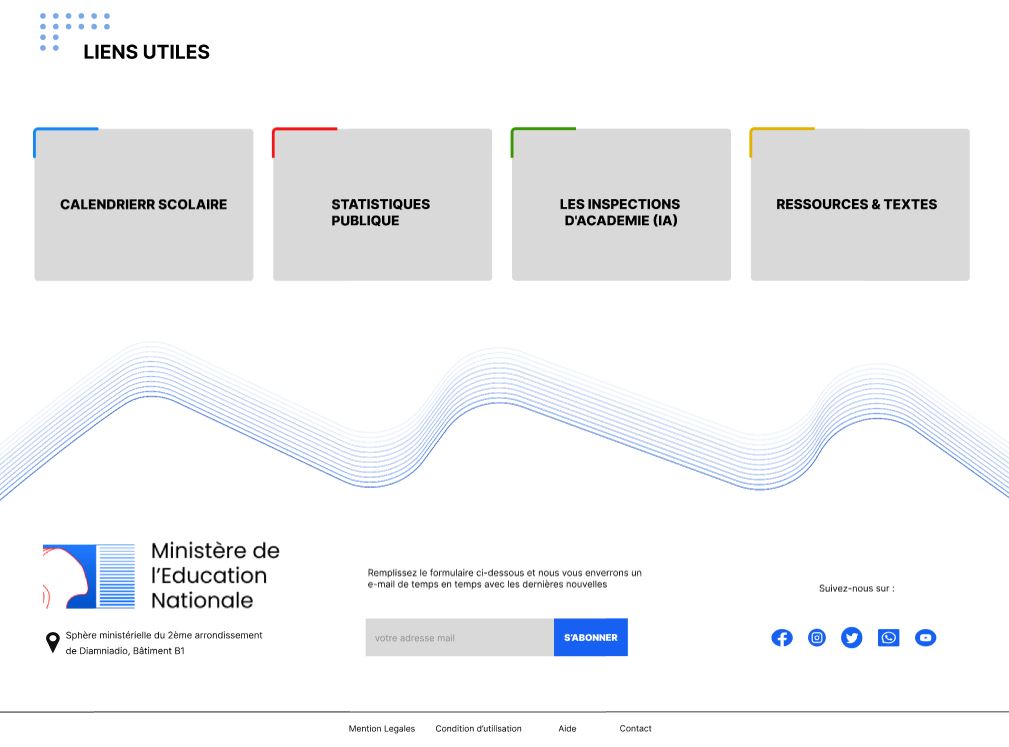 LIENS UTILES
CALENDRIERR SCOLAIRE
STATISTIQUES
PUBLIQUE
LES INSPECTIONS
D'ACADEMIE (IA)
RESSOURCES & TEXTES
Ministère de
l'Education
Nationale
Sphère ministérielle du 2ème arrondissement
de Diamniadio, Bâtiment B1
Remplissez le formulaire ci-dessous et nous vous enverrons un
e-mail de temps en temps avec les dernières nouvelles
votre adresse mail
S'ABONNER
Suivez-nous sur :
Mention Legales
Condition d'utilisation
Aide
Contact